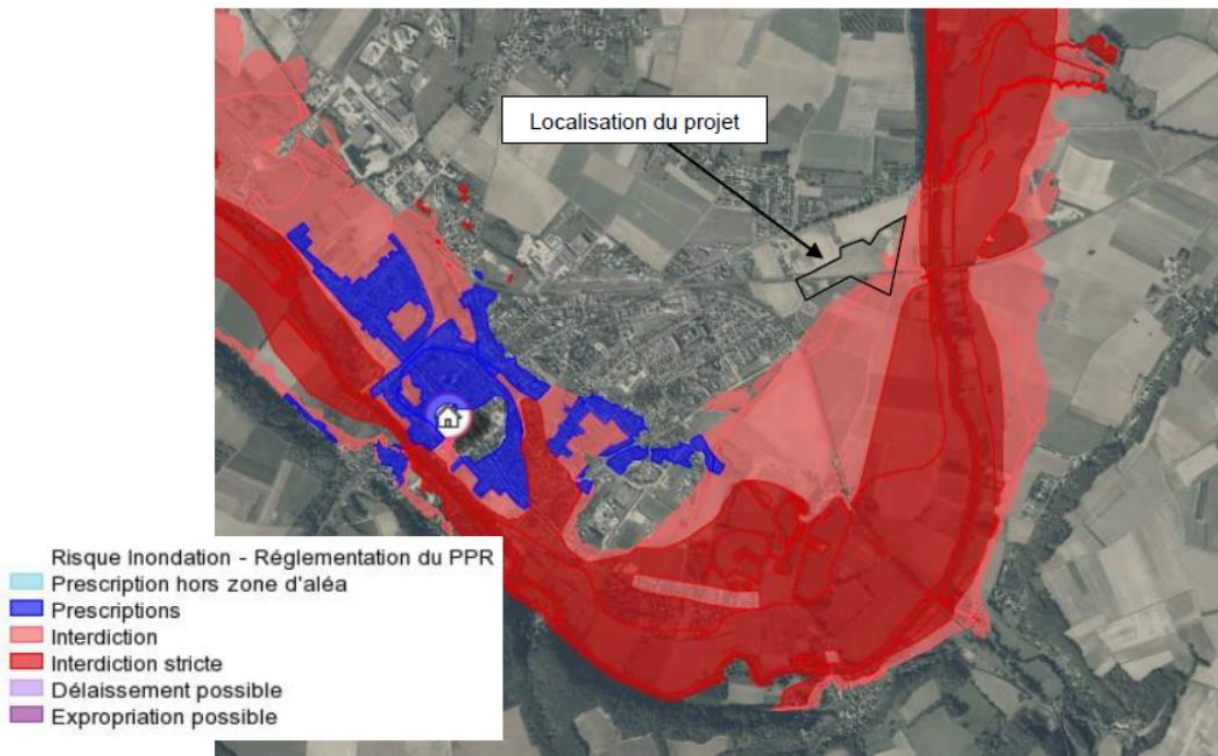 Localisation du projet
Risque Inondation - Réglementation du PPR
Prescription hors zone d'aléa
Prescriptions
Interdiction
Interdiction stricte
Délaissement possible
Expropriation possible